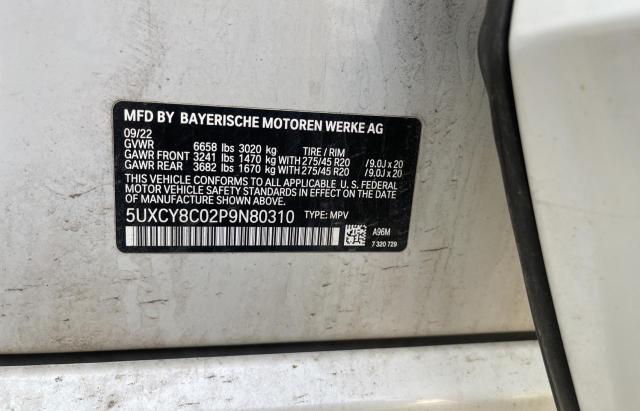 MFD BY BAYERISCHE MOTOREN WERKE AG
09/22
GVWR 6658 lbs 3020 kg TIRE / RIM
GAWR FRONT 3241 lbs 1470 kg WITH 275/45 R20 /9.0J x 20
GAWR REAR 3682 lbs 1670 kg WITH 275/45 R20 /9.0J x 20
THIS VEHICLE CONFORMS TO ALL APPLICABLE U. S. FEDERAL
MOTOR VEHICLE SAFETY STANDARDS IN EFFECT ON THE DATE
OF MANUFACTURE SHOWN ABOVE.
5UXCY8C02P9N80310 TYPE: MPV
A96M
7 320 729